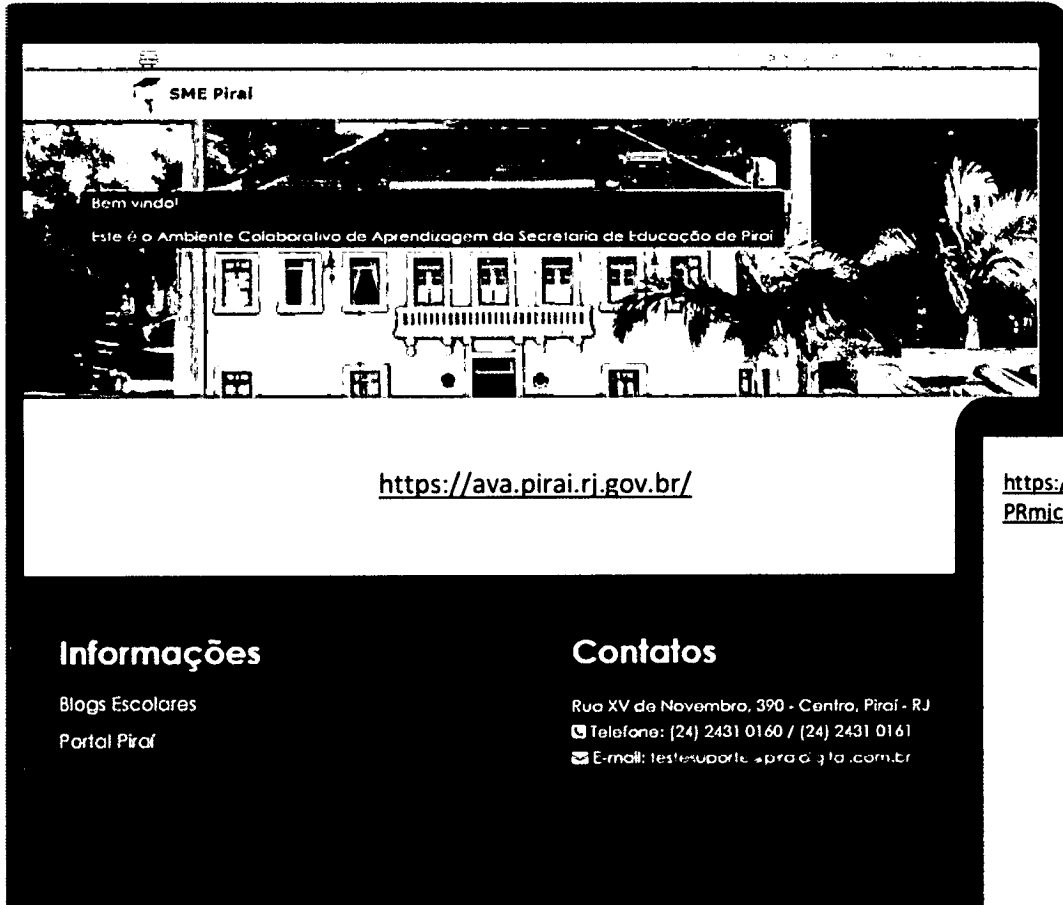 SME Piraí
Bem vindo!
Este é o Ambiente Colaborativo de Aprendizagem da Secretaria de Educação de Piraí
https://ava.pirai.rj.gov.br/
https:/
PRmjc
Informações
Blogs Escolares
Portal Piraí
Contatos
Rua XV de Novembro, 390 - Centro, Piraí - RJ
Telefone: (24) 2431 0160 / (24) 2431 0161
E-mail: